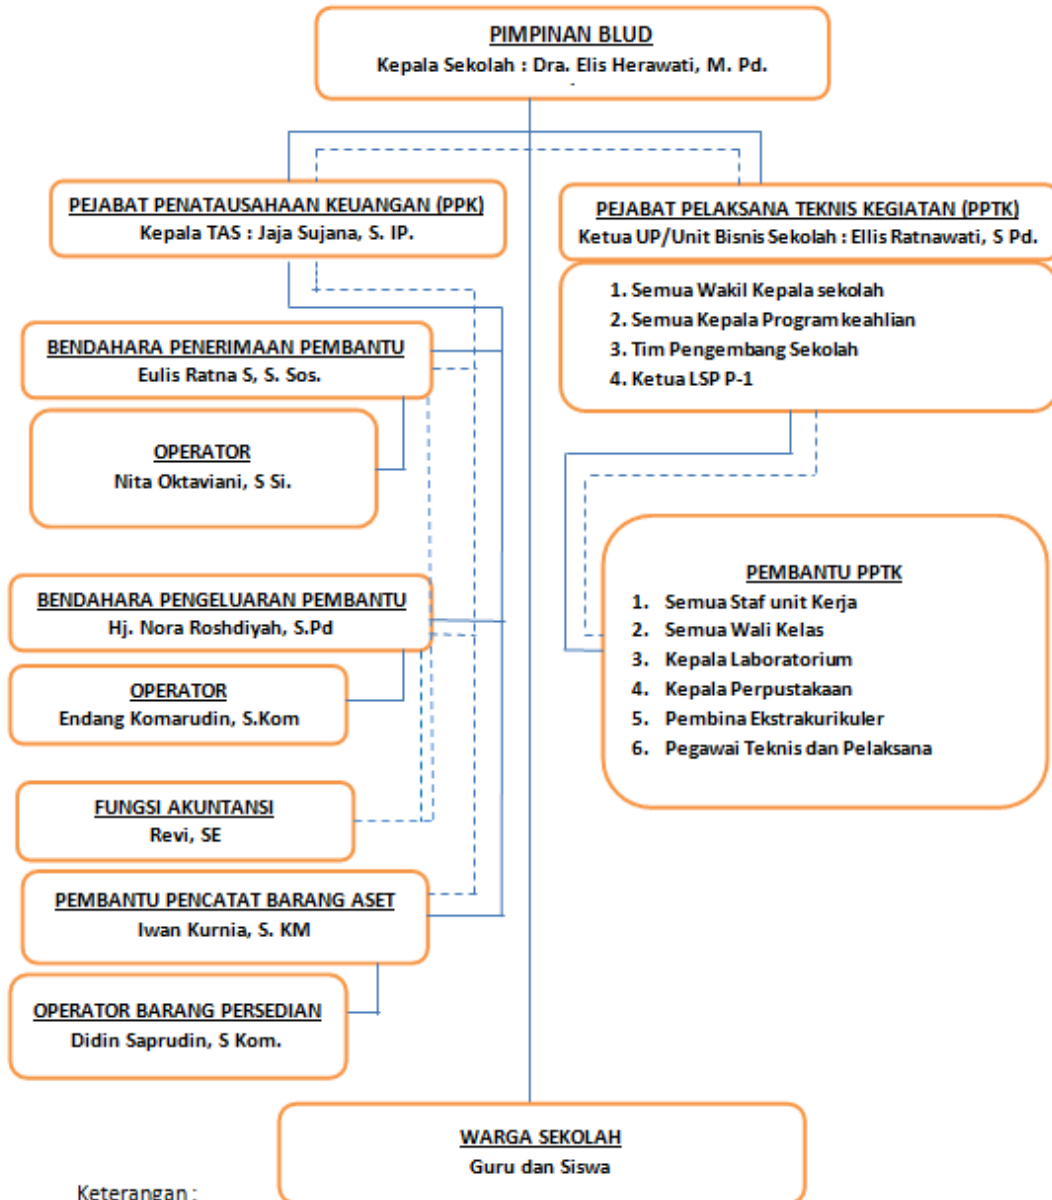 PIMPINAN BLUD
Kepala Sekolah : Dra. Elis Herawati, M. Pd.
PEJABAT PENATAUSAHAAN KEUANGAN (PPK)
Kepala TAS : Jaja Sujana, S. IP.
PEJABAT PELAKSANA TEKNIS KEGIATAN (PPTK)
Ketua UP/Unit Bisnis Sekolah : Ellis Ratnawati, S Pd.
1. Semua Wakil Kepala sekolah
2. Semua Kepala Program keahlian
3. Tim Pengembang Sekolah
4. Ketua LSP P-1
BENDAHARA PENERIMAAN PEMBANTU
Eulis Ratna S, S. Sos.
OPERATOR
Nita Oktaviani, S Si.
BENDAHARA PENGELUARAN PEMBANTU
Hj. Nora Roshdiyah, S.Pd
OPERATOR
Endang Komarudin, S.Kom
PEMBANTU PPTK
1. Semua Staf unit Kerja
2. Semua Wali Kelas
3. Kepala Laboratorium
4. Kepala Perpustakaan
5. Pembina Ekstrakurikuler
6. Pegawai Teknis dan Pelaksana
FUNGSI AKUNTANSI
Revi, SE
PEMBANTU PENCATAT BARANG ASET
Iwan Kurnia, S. KM
OPERATOR BARANG PERSEDIAN
Didin Saprudin, S Kom.
WARGA SEKOLAH
Guru dan Siswa
Keterangan :